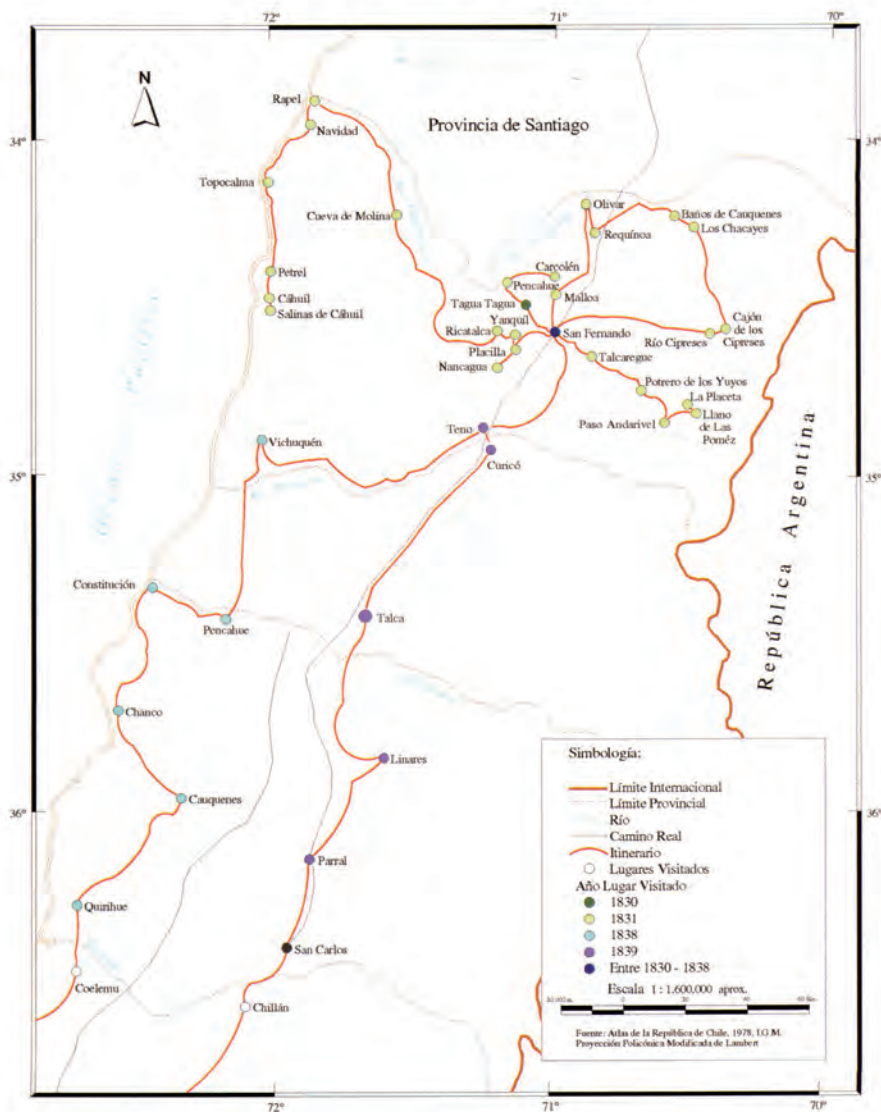 72°
71°
70°
N
34°
34°
Rapel
Navidad
Provincia de Santiago
Topocalma
Olivar
Cueva de Molina
Baños de Cauquenes
Los Chacayes
Requínoa
Petrel
Carcolén
Pencahue
Malloa
Cáhuil
Salinas de Cáhuil
Tagua Tagua
Yanquil
Ricatalca
San Fernando
Cajón
de los
Cipreses
Río Cipreses
Placilla
Nancagua
Talcaregue
Potrero de los Yuyos
La Placeta
Paso Andarivel
Llano
de Las
Poméz
Teno
Vichuquén
Curicó
35°
35°
República Argentina
Constitución
Pencahue
Talca
Chanco
Linares
Cauquenes
36°
36°
Parral
Quirihue
San Carlos
Coelemu
Chillán
Simbología:
Límite Internacional
Límite Provincial
Río
Camino Real
Itinerario
Lugares Visitados
Año Lugar Visitado
1830
1831
1838
1839
Entre 1830 - 1838
Escala 1 : 1.600.000 aprox.
0
Fuente: Atlas de la República de Chile, 1978, I.G.M.
Proyección Policónica Modificada de Lambert
72°
71°
70°